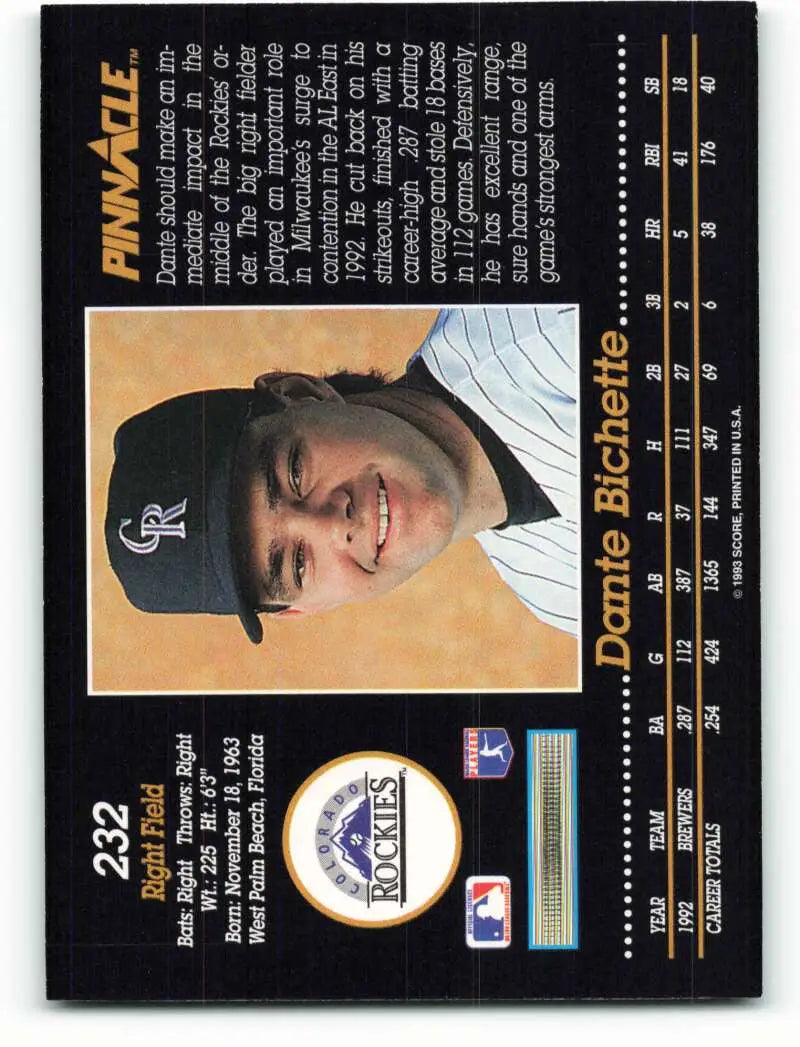 232
Right Field
Bats: Right Throws: Right
Wt.: 225 Ht.: 6'3"
Born: November 18, 1963
West Palm Beach, Florida
COLORADO
ROCKIES™
PLAYERS
CR
PINNACLE™
Dante should make an im-
mediate impact in the
middle of the Rockies' or-
der. The big right fielder
played an important role
in Milwaukee's surge to
contention in the AL East in
1992. He cut back on his
strikeouts, finished with a
career-high .287 batting
average and stole 18 bases
in 112 games. Defensively,
he has excellent range,
sure hands and one of the
game's strongest arms.
Dante Bichette
YEAR TEAM BA G AB R H 2B 3B HR RBI SB
1992 BREWERS .287 112 387 37 111 27 2 5 41 18
CAREER TOTALS .254 424 1365 144 347 69 6 38 176 40
© 1993 SCORE, PRINTED IN U.S.A.